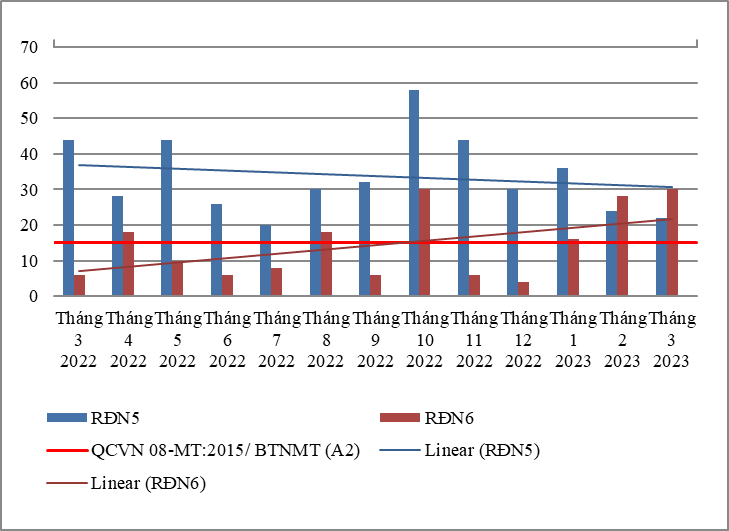 70
60
50
40
30
20
10
0
Tháng Tháng Tháng Tháng Tháng Tháng Tháng Tháng Tháng Tháng Tháng Tháng Tháng
3 4 5 6 7 8 9 10 11 12 1 2 3
2022 2022 2022 2022 2022 2022 2022 2022 2022 2022 2023 2023 2023
RĐN5 RĐN6
QCVN 08-MT:2015/ BTNMT (A2) Linear (RĐN5)
Linear (RĐN6)